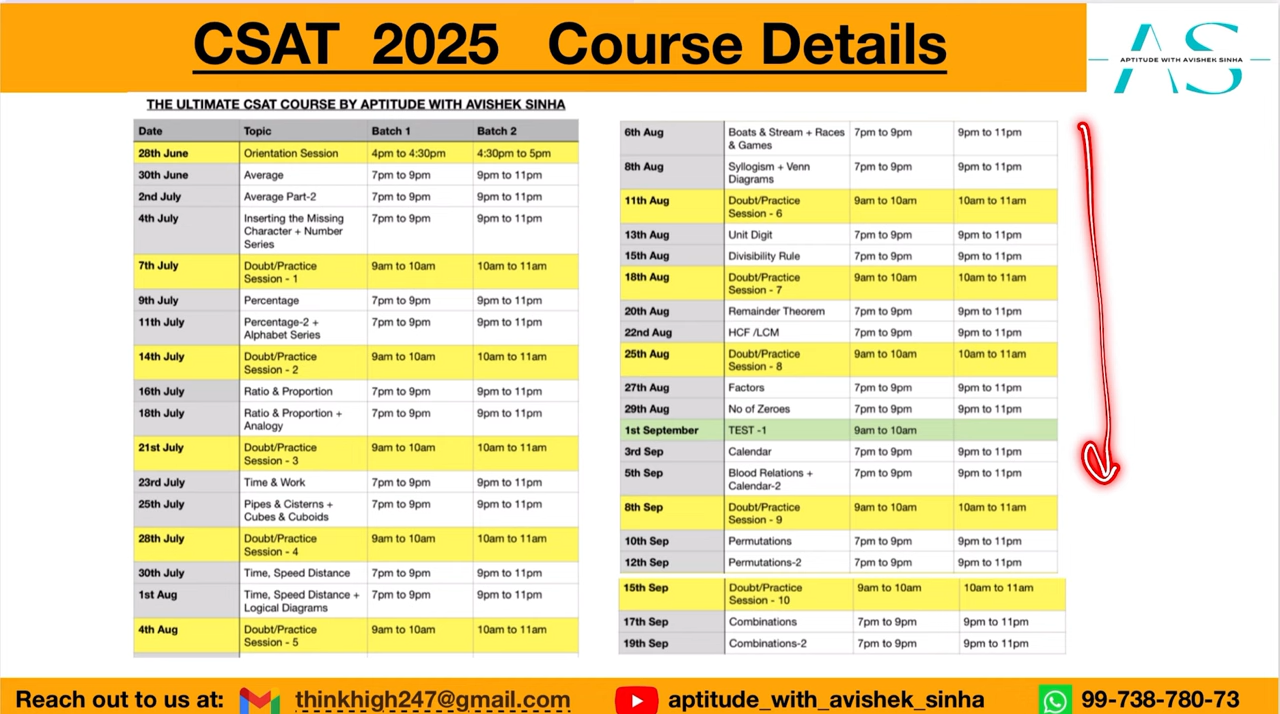 CSAT 2025 Course Details
AS
APTITUDE WITH AVISHEK SINHA
THE ULTIMATE CSAT COURSE BY APTITUDE WITH AVISHEK SINHA
Date Topic Batch 1 Batch 2
28th June Orientation Session 4pm to 4:30pm 4:30pm to 5pm
30th June Average 7pm to 9pm 9pm to 11pm
2nd July Average Part-2 7pm to 9pm 9pm to 11pm
4th July Inserting the Missing 7pm to 9pm 9pm to 11pm
Character + Number
Series
7th July Doubt/Practice 9am to 10am 10am to 11am
Session - 1
9th July Percentage 7pm to 9pm 9pm to 11pm
11th July Percentage-2 + 7pm to 9pm 9pm to 11pm
Alphabet Series
14th July Doubt/Practice 9am to 10am 10am to 11am
Session - 2
16th July Ratio & Proportion 7pm to 9pm 9pm to 11pm
18th July Ratio & Proportion + 7pm to 9pm 9pm to 11pm
Analogy
21st July Doubt/Practice 9am to 10am 10am to 11am
Session - 3
23rd July Time & Work 7pm to 9pm 9pm to 11pm
25th July Pipes & Cisterns + 7pm to 9pm 9pm to 11pm
Cubes & Cuboids
28th July Doubt/Practice 9am to 10am 10am to 11am
Session - 4
30th July Time, Speed Distance 7pm to 9pm 9pm to 11pm
1st Aug Time, Speed Distance + 7pm to 9pm 9pm to 11pm
Logical Diagrams
4th Aug Doubt/Practice 9am to 10am 10am to 11am
Session - 5
6th Aug Boats & Stream + Races 7pm to 9pm 9pm to 11pm
& Games
8th Aug Syllogism + Venn 7pm to 9pm 9pm to 11pm
Diagrams
11th Aug Doubt/Practice 9am to 10am 10am to 11am
Session - 6
13th Aug Unit Digit 7pm to 9pm 9pm to 11pm
15th Aug Divisibility Rule 7pm to 9pm 9pm to 11pm
18th Aug Doubt/Practice 9am to 10am 10am to 11am
Session - 7
20th Aug Remainder Theorem 7pm to 9pm 9pm to 11pm
22nd Aug HCF /LCM 7pm to 9pm 9pm to 11pm
25th Aug Doubt/Practice 9am to 10am 10am to 11am
Session - 8
27th Aug Factors 7pm to 9pm 9pm to 11pm
29th Aug No of Zeroes 7pm to 9pm 9pm to 11pm
1st September TEST -1 9am to 10am
3rd Sep Calendar 7pm to 9pm 9pm to 11pm
5th Sep Blood Relations + 7pm to 9pm 9pm to 11pm
Calendar-2
8th Sep Doubt/Practice 9am to 10am 10am to 11am
Session - 9
10th Sep Permutations 7pm to 9pm 9pm to 11pm
12th Sep Permutations-2 7pm to 9pm 9pm to 11pm
15th Sep Doubt/Practice 9am to 10am 10am to 11am
Session - 10
17th Sep Combinations 7pm to 9pm 9pm to 11pm
19th Sep Combinations-2 7pm to 9pm 9pm to 11pm
Reach out to us at: thinkhigh247@gmail.com aptitude_with_avishek_sinha 99-738-780-73